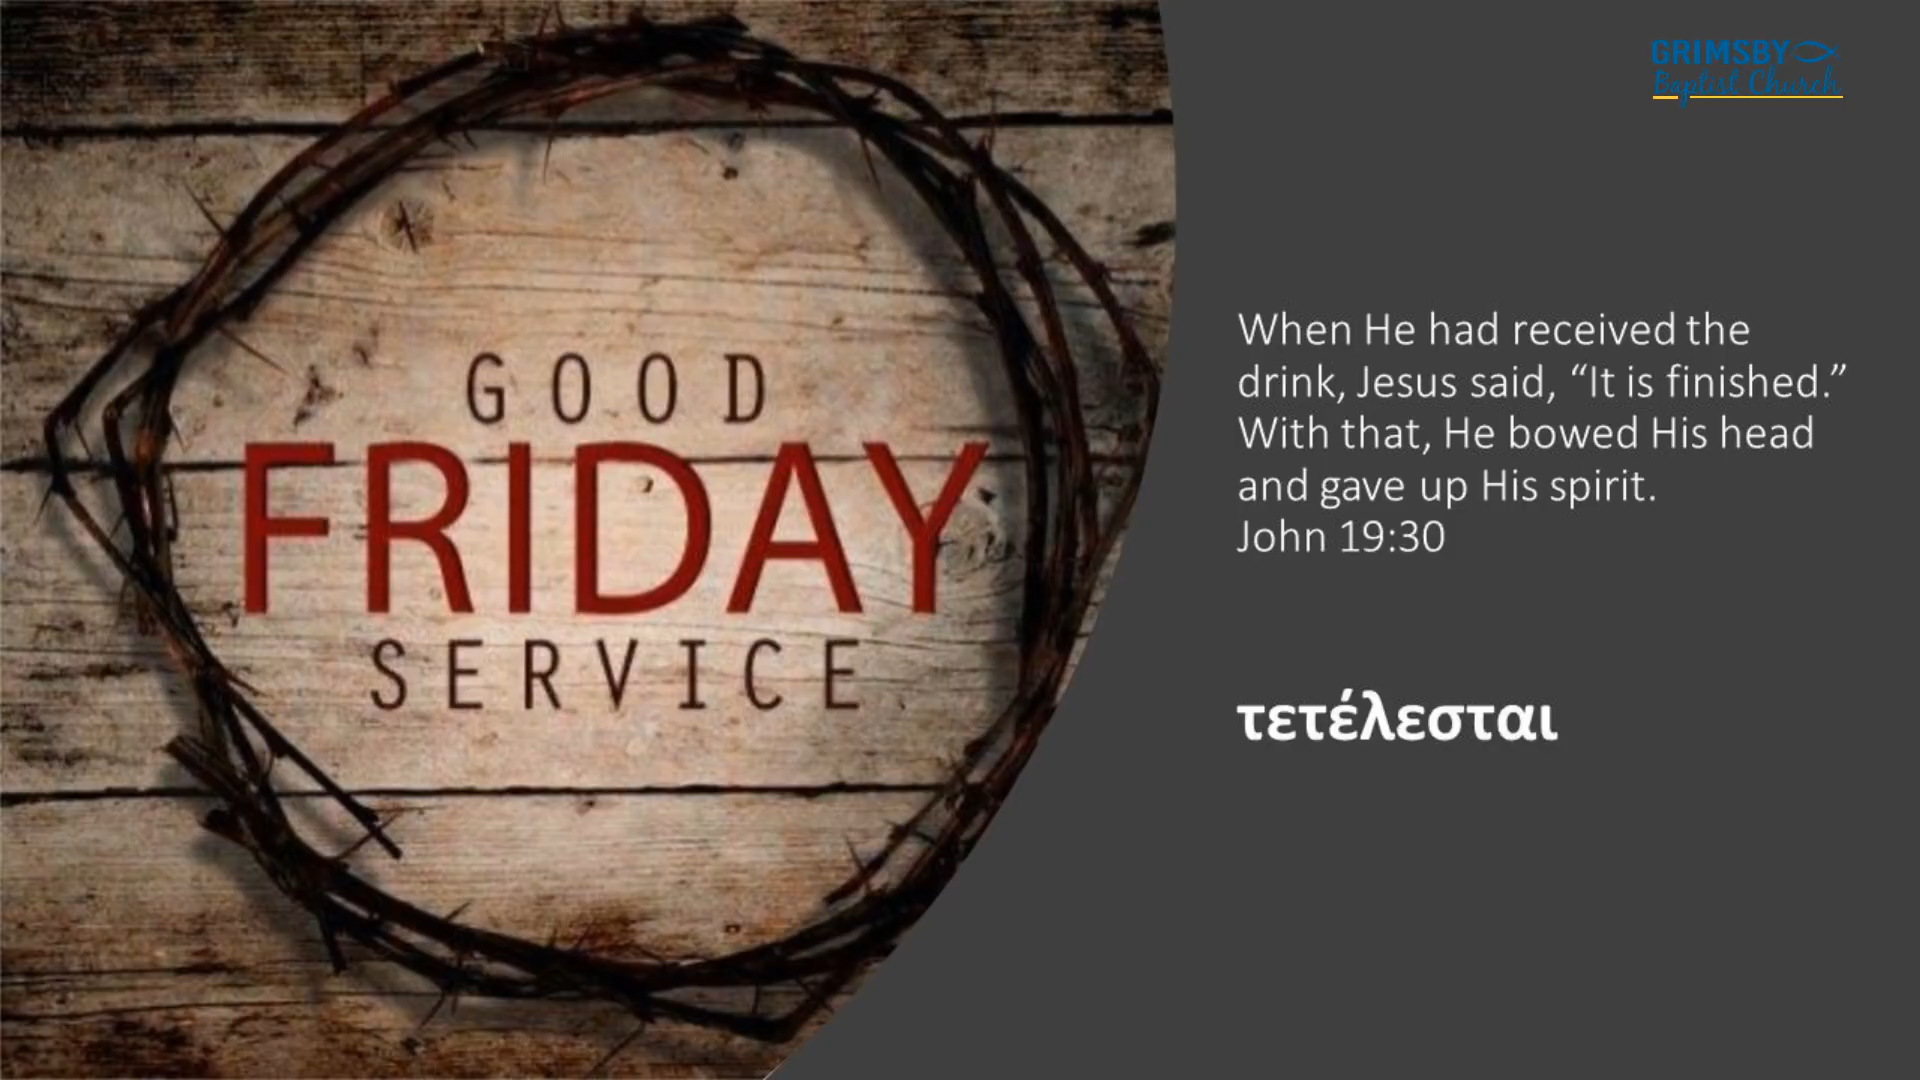 GOOD
FRIDAY
SERVICE
GRIMSBY
Baptist Church
When He had received the
drink, Jesus said, “It is finished.”
With that, He bowed His head
and gave up His spirit.
John 19:30
τετέλεσται